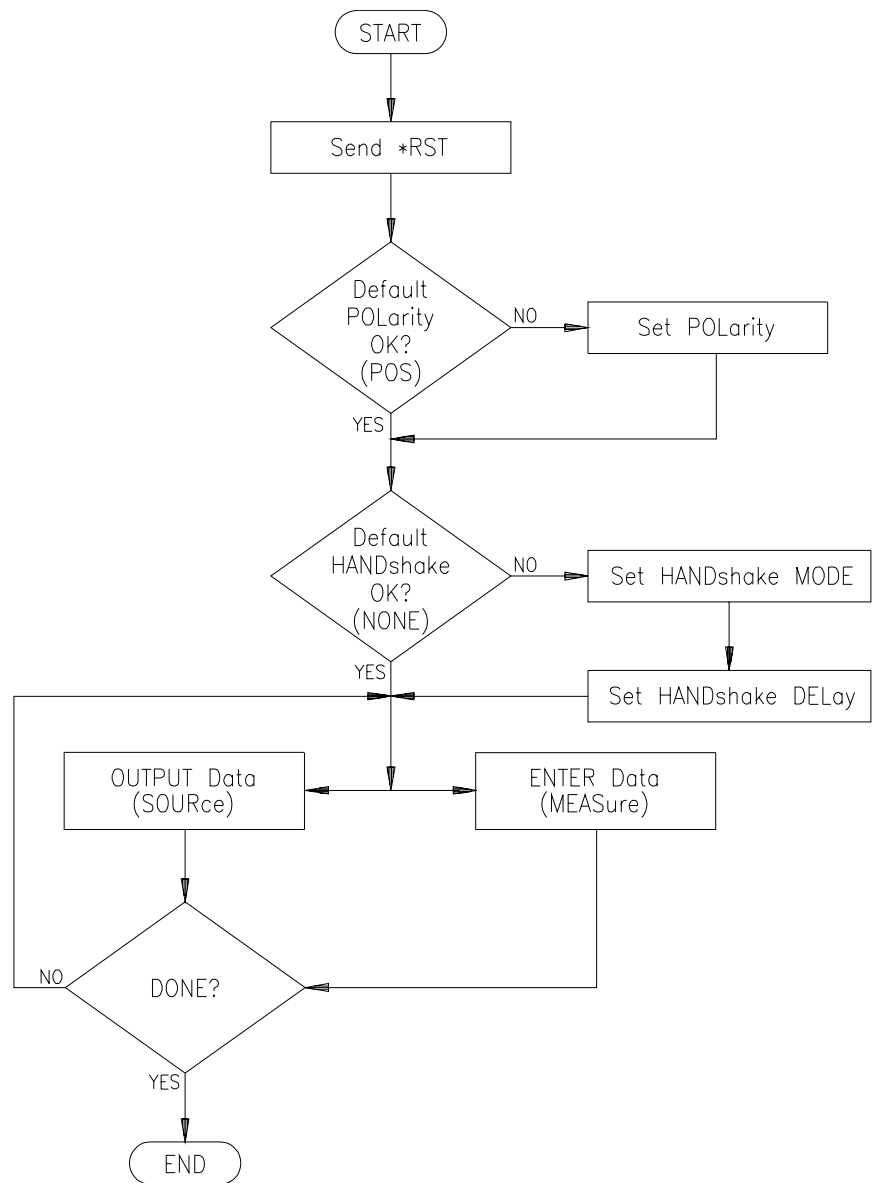 START
Send *RST
Default
POLarity
OK?
(POS)
NO
Set POLarity
YES
Default
HANDshake
OK?
(NONE)
NO
Set HANDshake MODE
YES
Set HANDshake DELay
OUTPUT Data
(SOURce)
ENTER Data
(MEASure)
NO
DONE?
YES
END